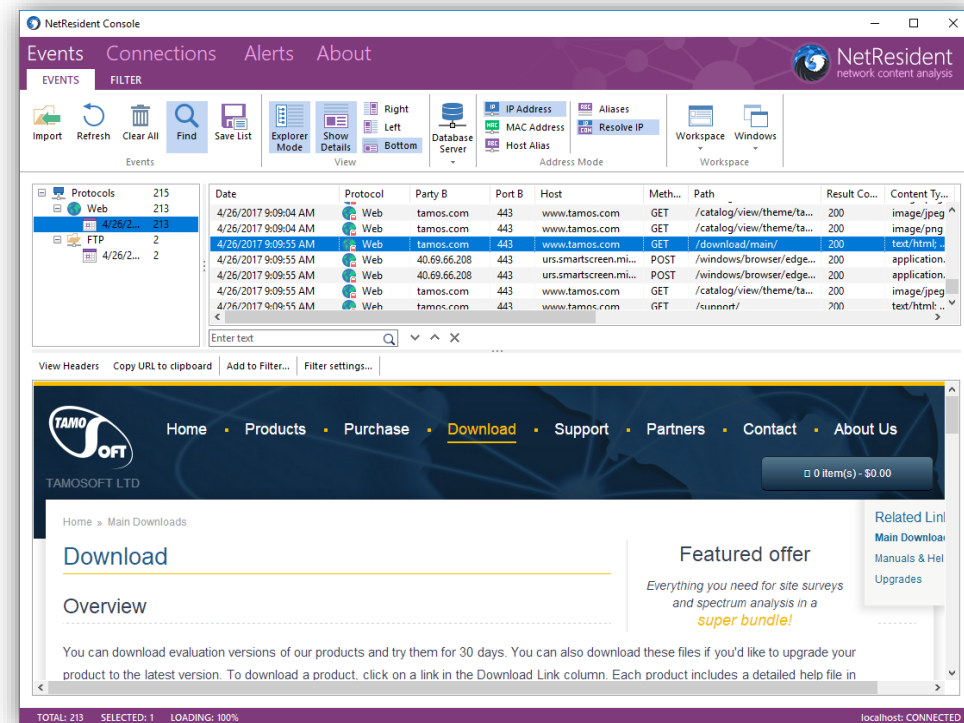 NetResident Console
Events Connections Alerts About
NetResident
network content analysis
EVENTS FILTER
Import Refresh Clear All Find Save List
Events
Explorer Mode Show Details Right Left Bottom
View
Database Server
IP Address Aliases
MAC Address Resolve IP
Host Alias
Address Mode
Workspace Windows
Workspace
Protocols 215
Web 213
4/26/2... 213
FTP 2
4/26/2... 2
Date Protocol Party B Port B Host Meth... Path Result Co... Content Ty...
4/26/2017 9:09:04 AM Web tamos.com 443 www.tamos.com GET /catalog/view/theme/ta... 200 image/jpeg
4/26/2017 9:09:04 AM Web tamos.com 443 www.tamos.com GET /catalog/view/theme/ta... 200 image/png
4/26/2017 9:09:55 AM Web tamos.com 443 www.tamos.com GET /download/main/ 200 text/html; ...
4/26/2017 9:09:55 AM Web 40.69.66.208 443 urs.smartscreen.mi... POST /windows/browser/edge... 200 application.
4/26/2017 9:09:55 AM Web 40.69.66.208 443 urs.smartscreen.mi... POST /windows/browser/edge... 200 application.
4/26/2017 9:09:55 AM Web tamos.com 443 www.tamos.com GET /catalog/view/theme/ta... 200 image/jpeg
4/26/2017 9:09:55 AM Web tamos.com 443 www.tamos.com GET /support/ 200 text/html; ...
Enter text
View Headers Copy URL to clipboard Add to Filter... Filter settings...
TAMO SOFT
TAMOSOFT LTD
Home Products Purchase Download Support Partners Contact About Us
0 item(s) - $0.00
Home » Main Downloads
Download
Overview
Featured offer
Everything you need for site surveys
and spectrum analysis in a
super bundle!
Related Lin
Main Downloa
Manuals & Hel
Upgrades
You can download evaluation versions of our products and try them for 30 days. You can also download these files if you'd like to upgrade your
product to the latest version. To download a product, click on a link in the Download Link column. Each product includes a detailed help file in
TOTAL: 213 SELECTED: 1 LOADING: 100% localhost: CONNECTED